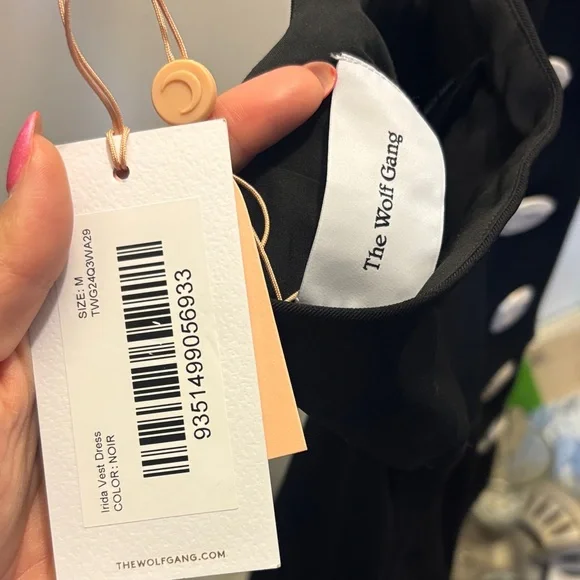 The Wolf Gang
SIZE: M
TWG24Q3WA29
9351499056933
Irida Vest Dress
COLOR: NOIR
THEWOLFGANG.COM